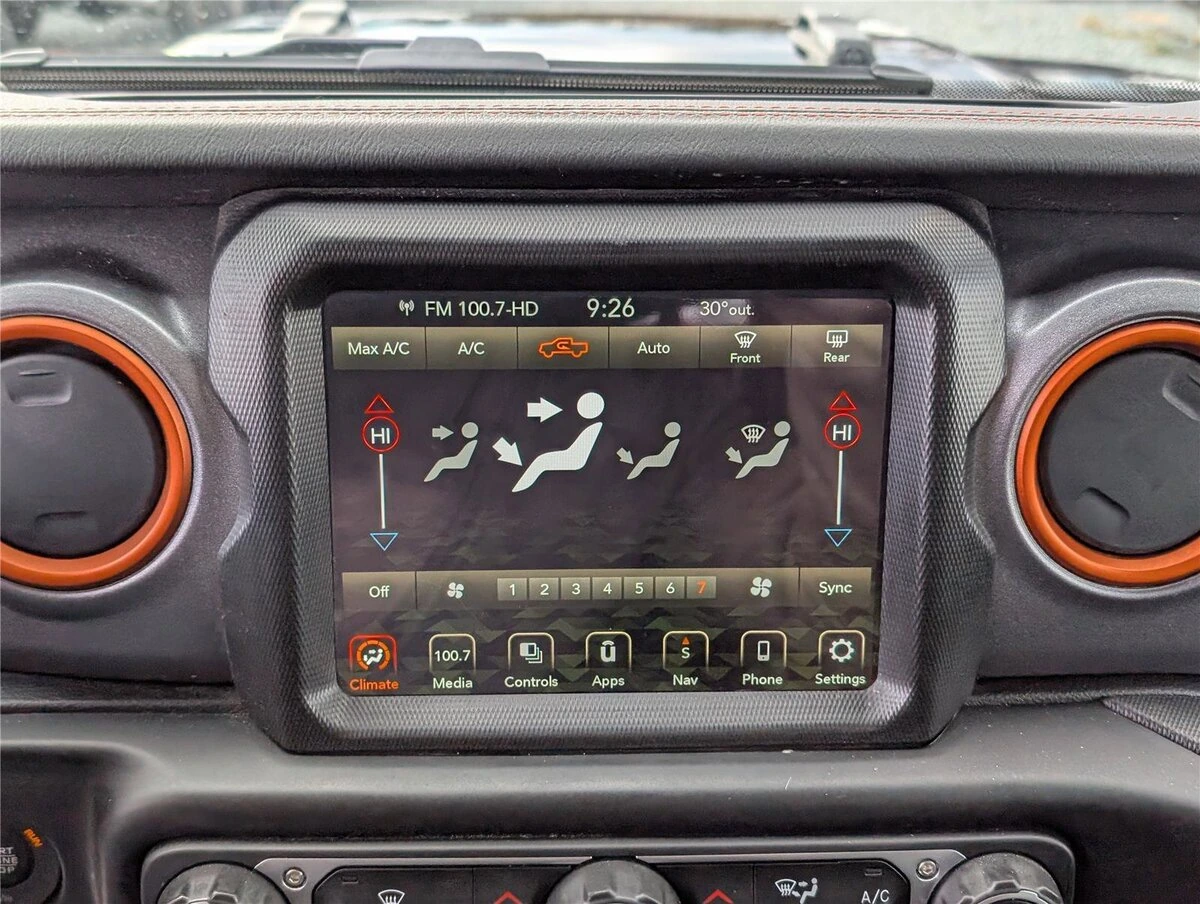 FM 100.7-HD 9:26 30°out.
Max A/C A/C Auto Front Rear
HI HI
Off 1 2 3 4 5 6 7 Sync
100.7 S
Climate Media Controls Apps Nav Phone Settings
RUN
A/C